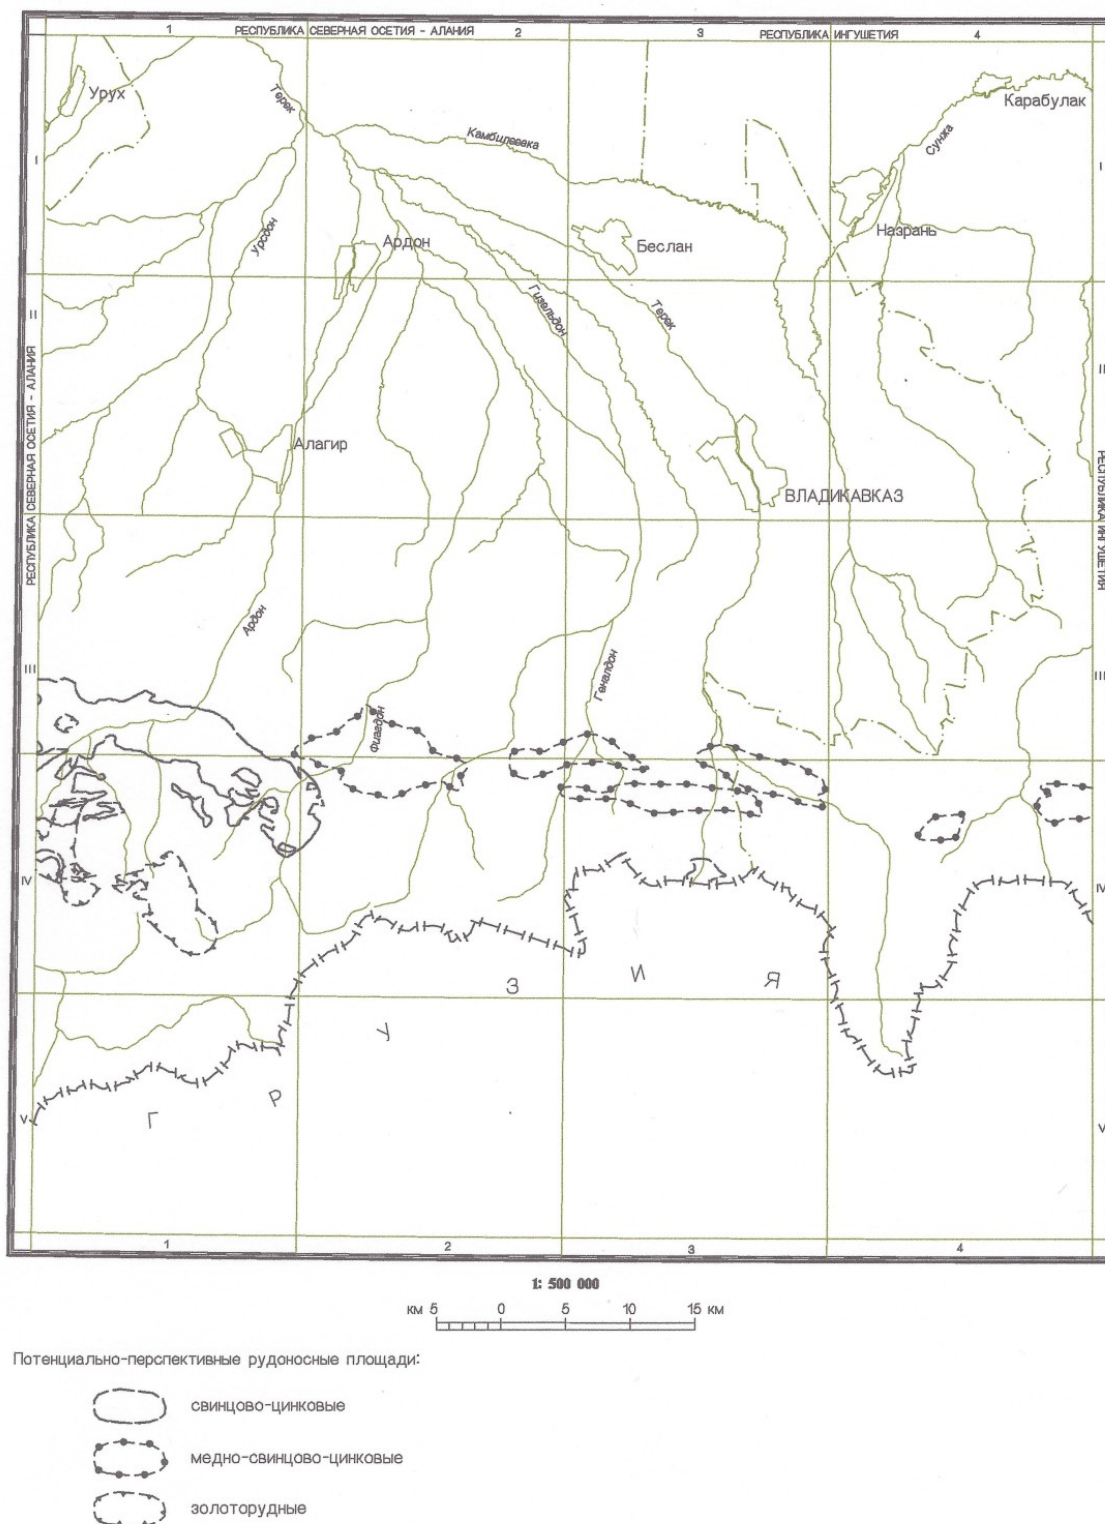 1
РЕСПУБЛИКА СЕВЕРНАЯ ОСЕТИЯ - АЛАНИЯ
2
3
РЕСПУБЛИКА ИНГУШЕТИЯ
4
Урух
Терек
Камбилеевка
Сунжа
Карабулак
I
I
Урсдон
Ардон
Беслан
Назрань
II
Гизельдон
Терек
II
РЕСПУБЛИКА СЕВЕРНАЯ ОСЕТИЯ - АЛАНИЯ
Алагир
ВЛАДИКАВКАЗ
РЕСПУБЛИКА ИНГУШЕТИЯ
Ардон
III
Геналдон
III
Фиагдон
IV
IV
Г Р У З И Я
V
V
1
2
3
4
1: 500 000
км 5 0 5 10 15 км
Потенциально-перспективные рудоносные площади:
свинцово-цинковые
медно-свинцово-цинковые
золоторудные